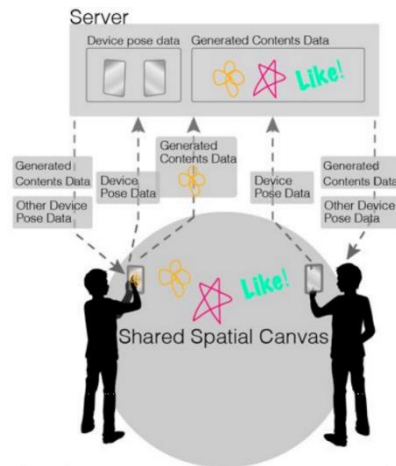 Server
Device pose data
Generated Contents Data
Like!
Generated
Contents Data
Generated
Contents Data
Other Device
Pose Data
Device
Pose Data
Device
Pose Data
Generated
Contents Data
Other Device
Pose Data
Like!
Shared Spatial Canvas